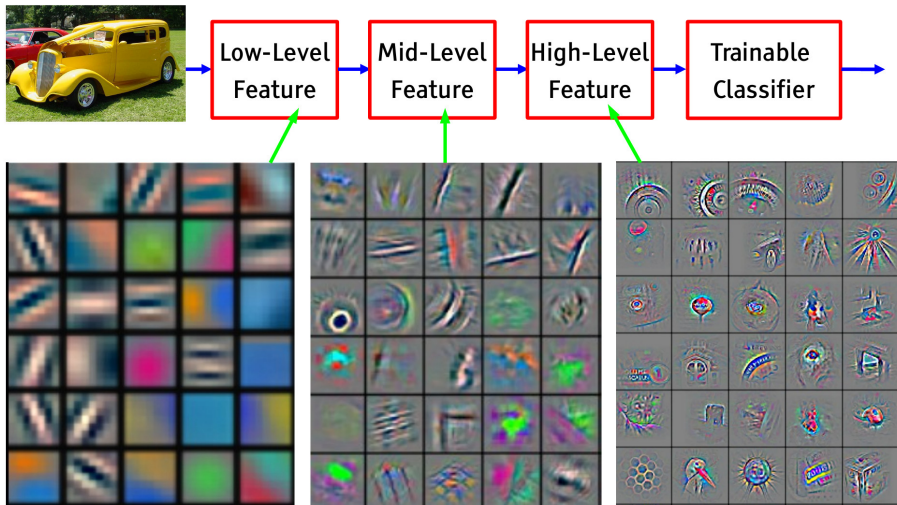 Low-Level
Feature
Mid-Level
Feature
High-Level
Feature
Trainable
Classifier